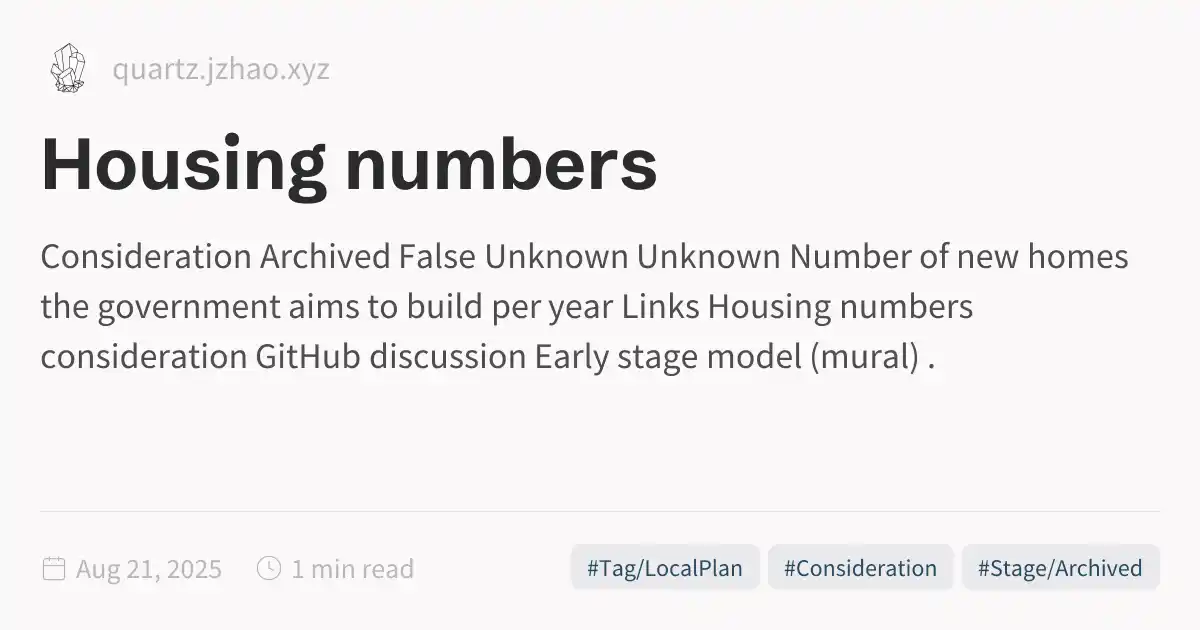 quartz.jzhao.xyz
Housing numbers
Consideration Archived False Unknown Unknown Number of new homes
the government aims to build per year Links Housing numbers
consideration GitHub discussion Early stage model (mural) .
Aug 21, 2025 1 min read #Tag/LocalPlan #Consideration #Stage/Archived